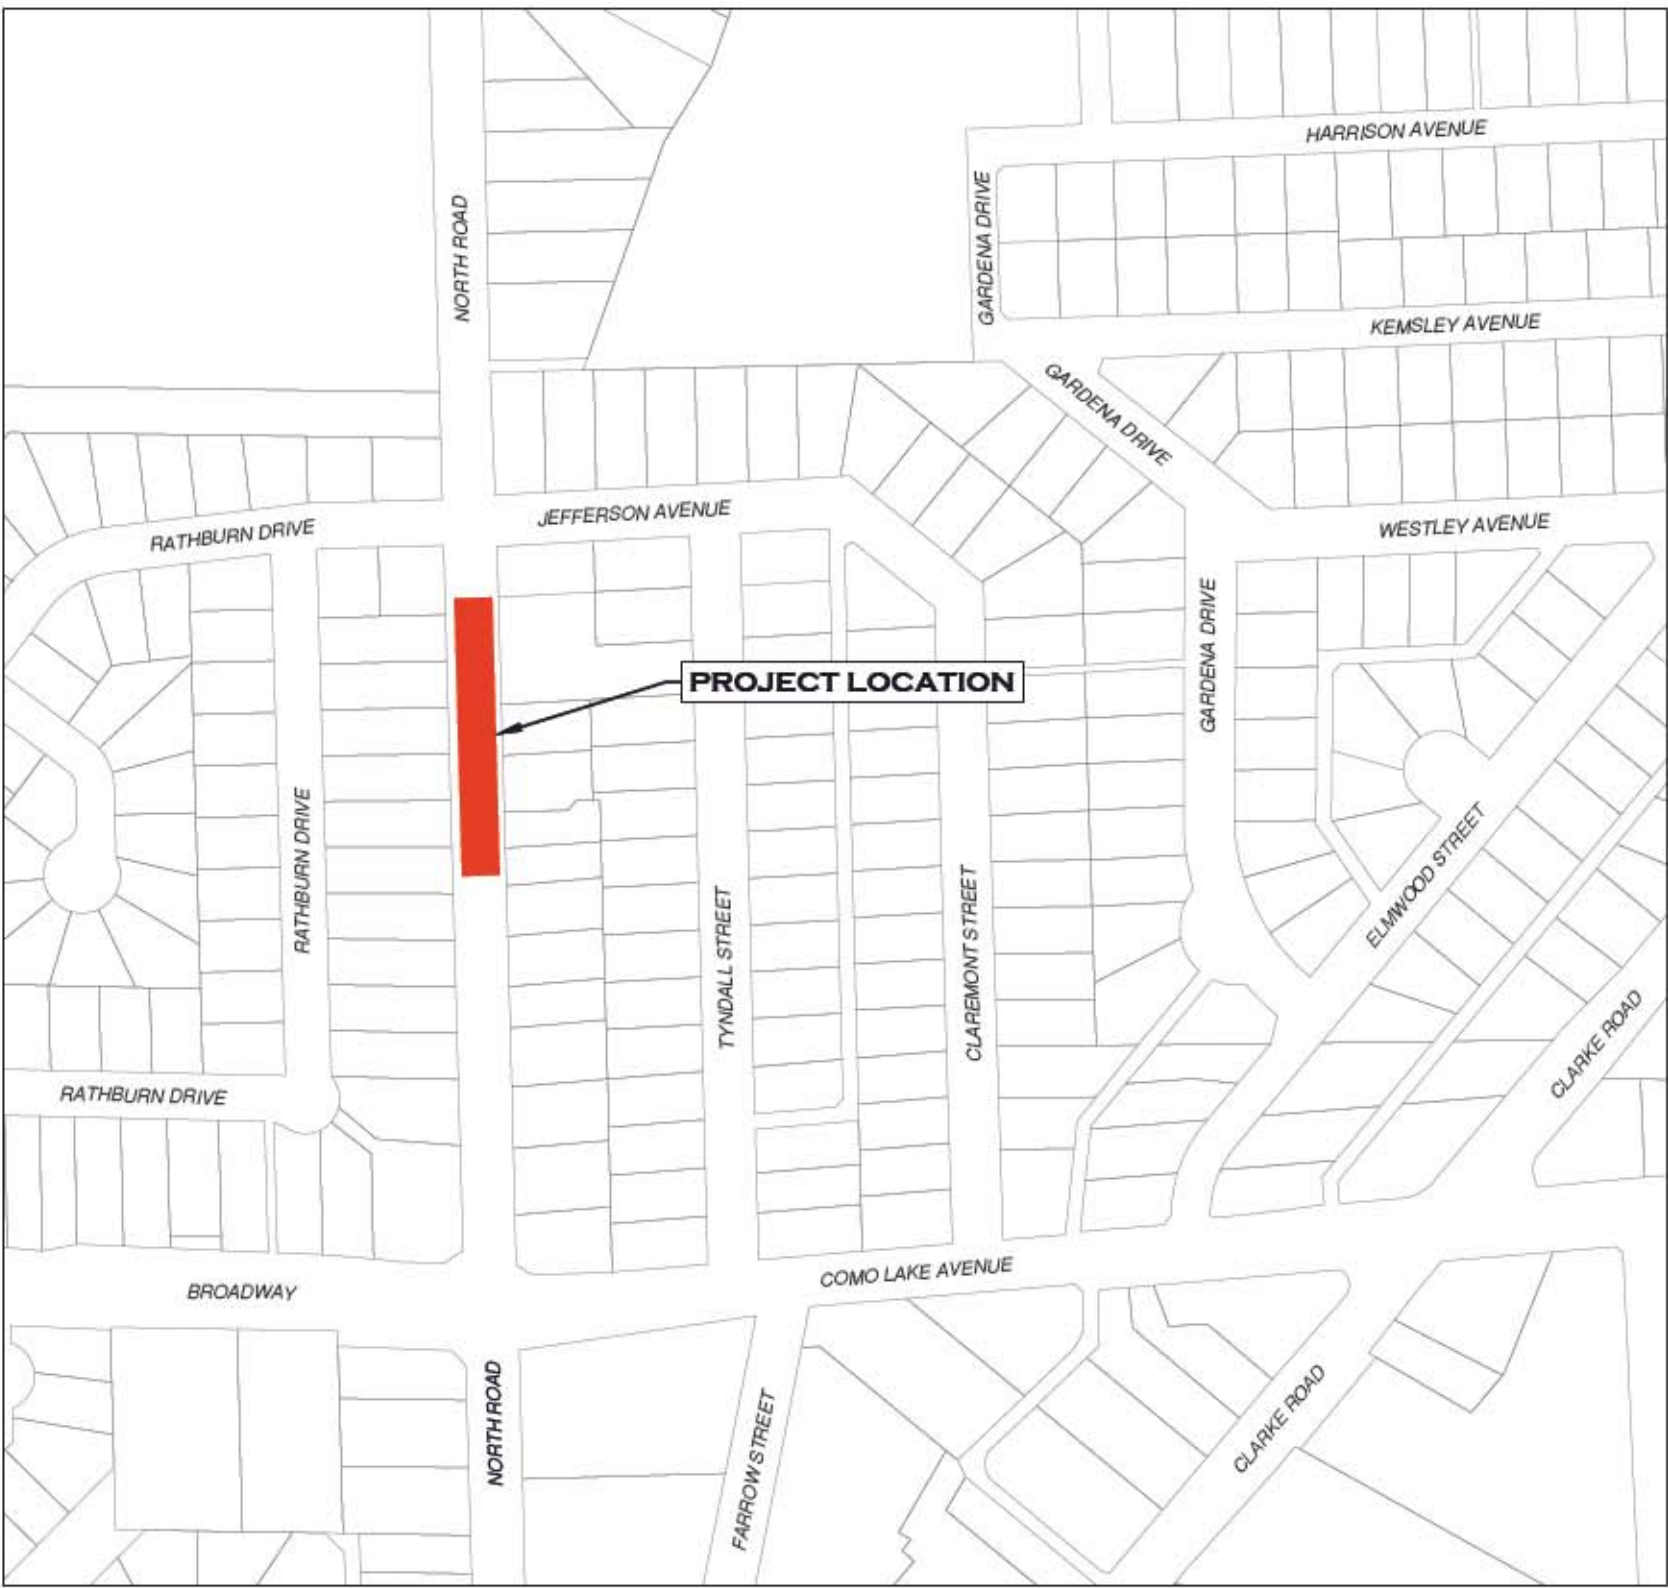 HARRISON AVENUE
NORTH ROAD
GARDENA DRIVE
KEMSLEY AVENUE
GARDENA DRIVE
RATHBURN DRIVE
JEFFERSON AVENUE
WESTLEY AVENUE
GARDENA DRIVE
PROJECT LOCATION
RATHBURN DRIVE
TYNDALL STREET
CLAREMONT STREET
ELMWOOD STREET
CLARKE ROAD
RATHBURN DRIVE
BROADWAY
COMO LAKE AVENUE
NORTH ROAD
FARROW STREET
CLARKE ROAD